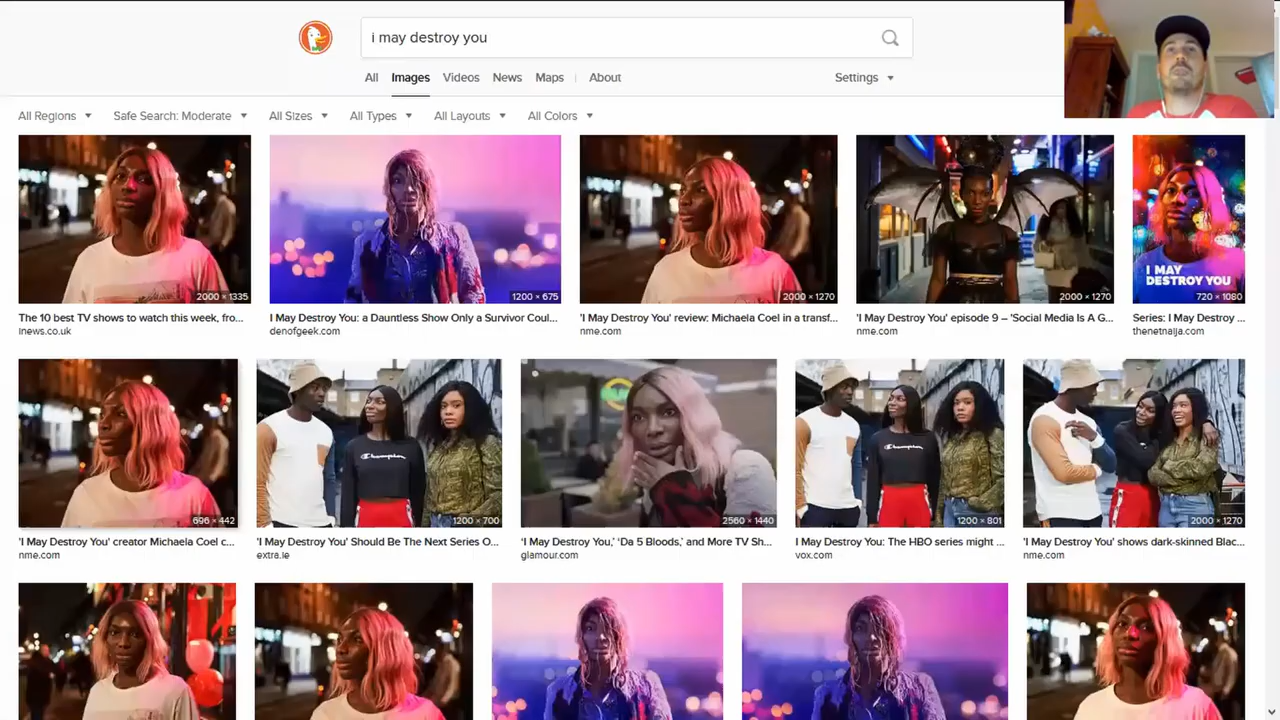 i may destroy you
All Images Videos News Maps About Settings
All Regions Safe Search: Moderate All Sizes All Types All Layouts All Colors
2000 × 1335
1200 × 675
2000 × 1270
2000 × 1270
I MAY
DESTROY YOU
720 × 1080
The 10 best TV shows to watch this week, fro...
inews.co.uk
I May Destroy You: a Dauntless Show Only a Survivor Coul...
denofgeek.com
'I May Destroy You' review: Michaela Coel in a transf...
nme.com
'I May Destroy You' episode 9 – 'Social Media Is A G...
nme.com
Series: I May Destroy ...
thenetnaija.com
696 × 442
Champion
1200 × 700
2560 × 1440
Champion
1200 × 801
2000 × 1270
'I May Destroy You' creator Michaela Coel c...
nme.com
'I May Destroy You' Should Be The Next Series O...
extra.ie
'I May Destroy You,' 'Da 5 Bloods,' and More TV Sh...
glamour.com
I May Destroy You: The HBO series might ...
vox.com
'I May Destroy You' shows dark-skinned Blac...
nme.com